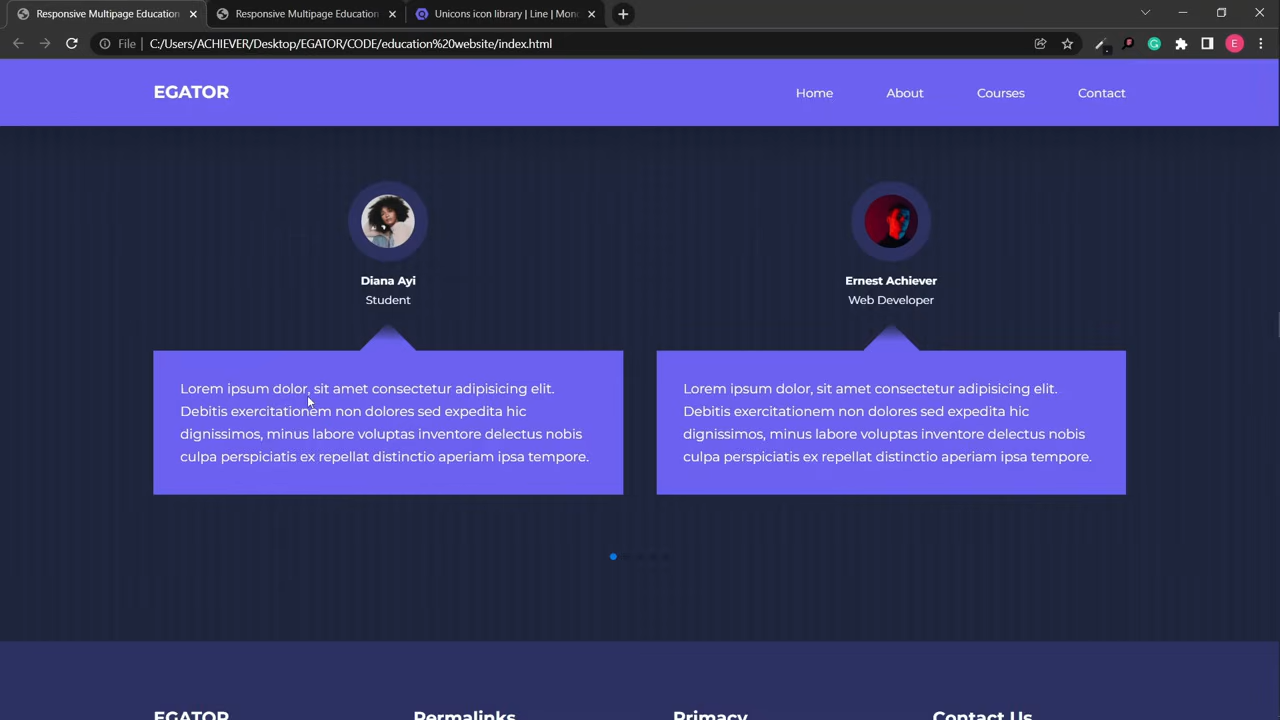 Responsive Multipage Education
Responsive Multipage Education
Unicons icon library | Line | Mon
File
C:/Users/ACHIEVER/Desktop/EGATOR/CODE/education%20website/index.html
E
EGATOR
Home
About
Courses
Contact
Diana Ayi
Student
Lorem ipsum dolor, sit amet consectetur adipisicing elit.
Debitis exercitationem non dolores sed expedita hic
dignissimos, minus labore voluptas inventore delectus nobis
culpa perspiciatis ex repellat distinctio aperiam ipsa tempore.
Ernest Achiever
Web Developer
Lorem ipsum dolor, sit amet consectetur adipisicing elit.
Debitis exercitationem non dolores sed expedita hic
dignissimos, minus labore voluptas inventore delectus nobis
culpa perspiciatis ex repellat distinctio aperiam ipsa tempore.
EGATOR
Permalinks
Primacy
Contact Us